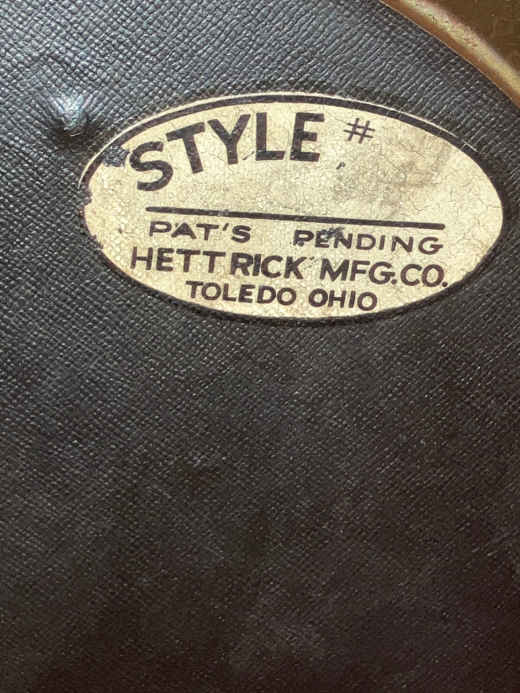 STYLE #
PAT'S PENDING
HETTRICK MFG.CO.
TOLEDO OHIO